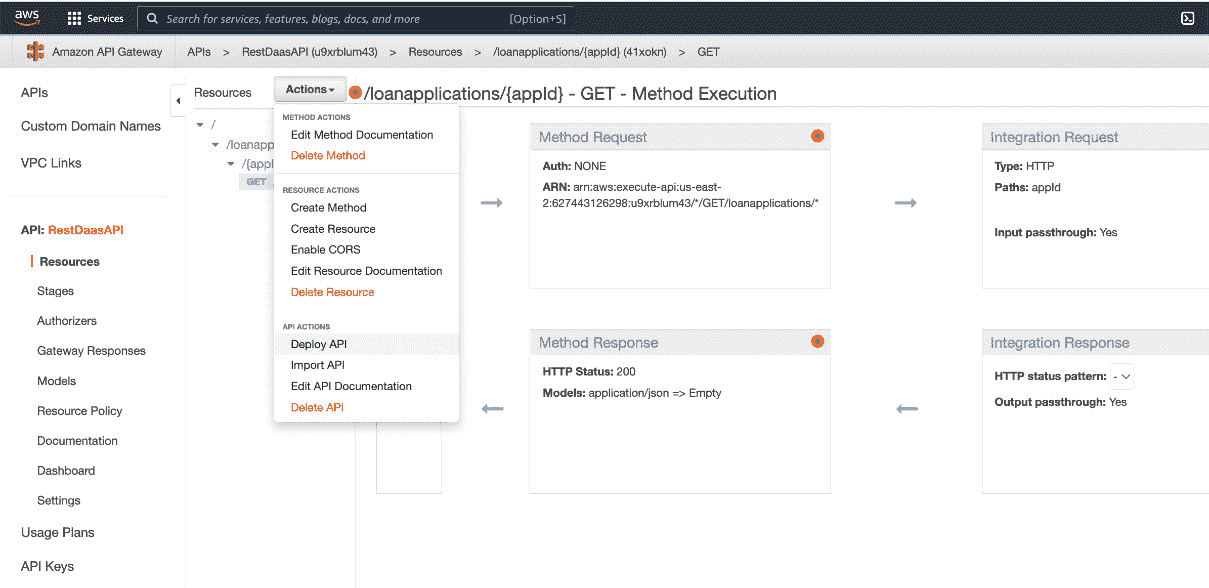 aws
Services
Search for services, features, blogs, docs, and more
[Option+S]
Amazon API Gateway
APIs > RestDaasAPI (u9xrblum43) > Resources > /loanapplications/{appId} (41xokn) > GET
APIs
Custom Domain Names
VPC Links
API: RestDaasAPI
Resources
Stages
Authorizers
Gateway Responses
Models
Resource Policy
Documentation
Dashboard
Settings
Usage Plans
API Keys
Resources
Actions
/
/loanapp
/{appl
GET
METHOD ACTIONS
Edit Method Documentation
Delete Method
RESOURCE ACTIONS
Create Method
Create Resource
Enable CORS
Edit Resource Documentation
Delete Resource
API ACTIONS
Deploy API
Import API
Edit API Documentation
Delete API
/loanapplications/{appId} - GET - Method Execution
Method Request
Auth: NONE
ARN: arn:aws:execute-api:us-east-
2:627443126298:u9xrblum43/*/GET/loanapplications/*
Integration Request
Type: HTTP
Paths: appId
Input passthrough: Yes
Method Response
HTTP Status: 200
Models: application/json => Empty
Integration Response
HTTP status pattern: -
Output passthrough: Yes